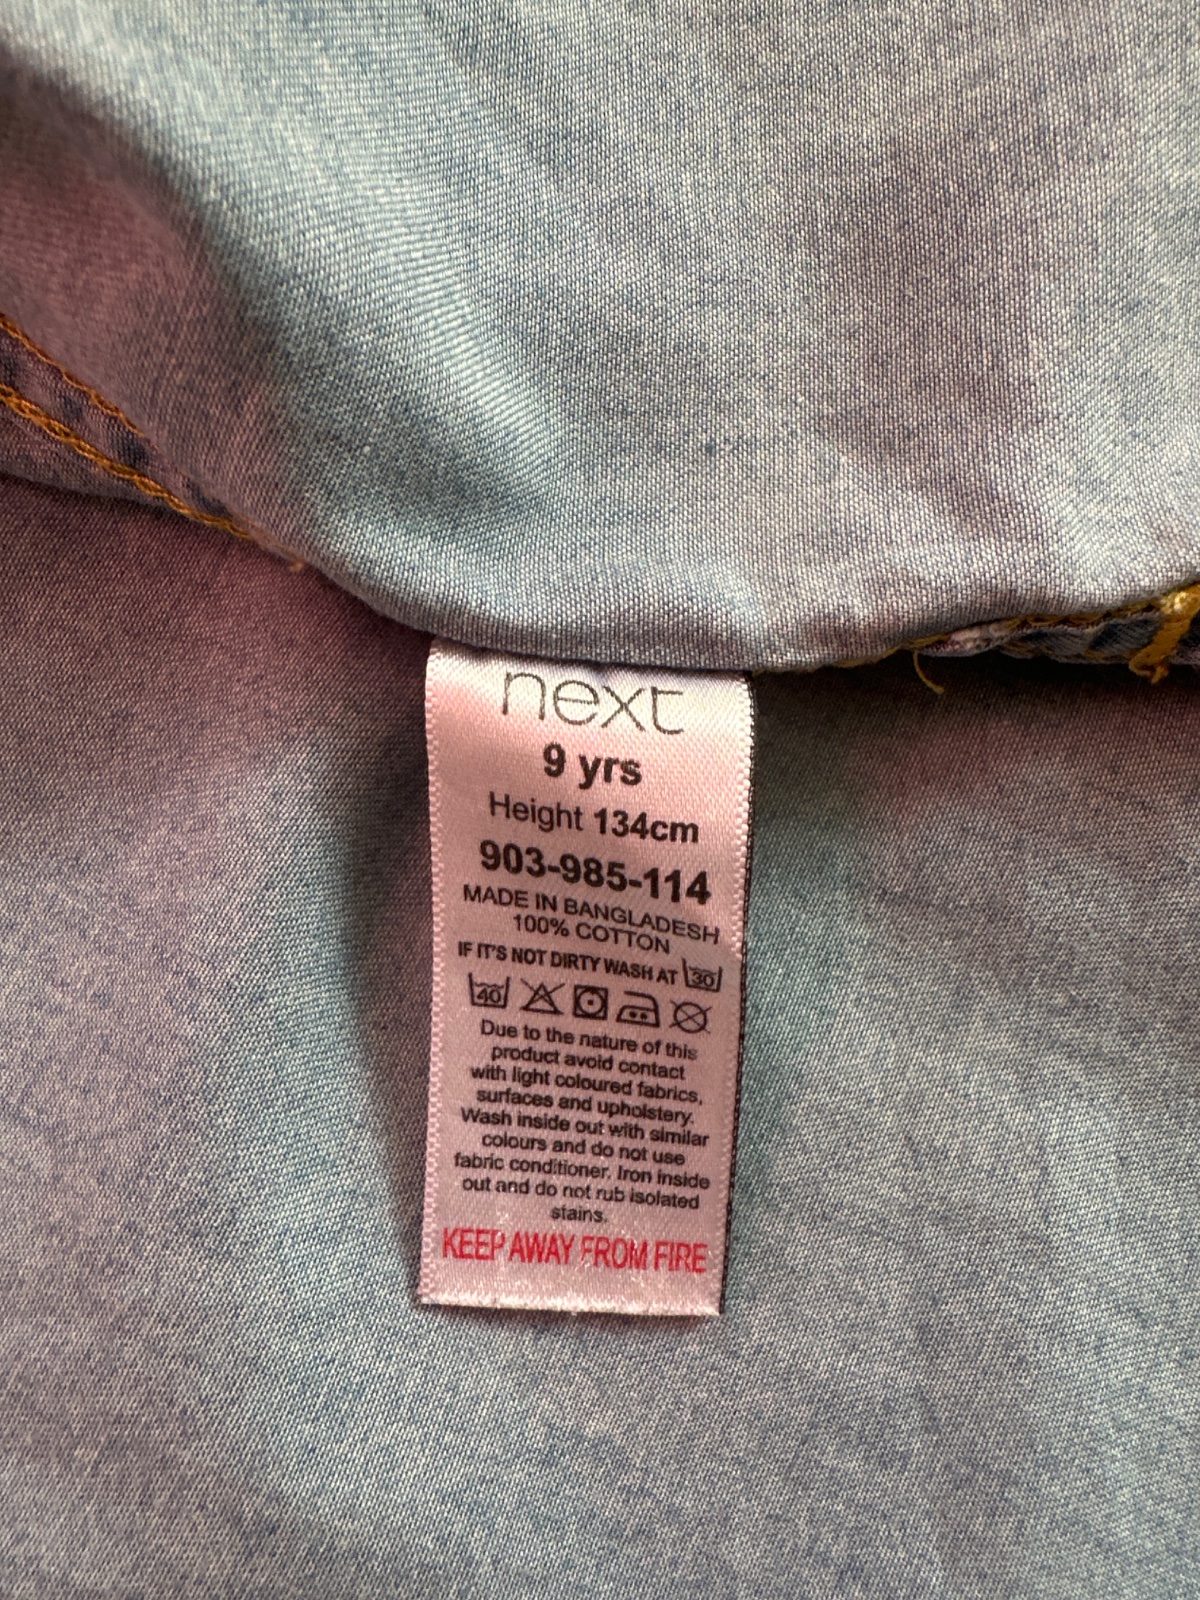 next
9 yrs
Height 134cm
903-985-114
MADE IN BANGLADESH
100% COTTON
IF IT'S NOT DIRTY WASH AT 30
40
Due to the nature of this
product avoid contact
with light coloured fabrics,
surfaces and upholstery.
Wash inside out with similar
colours and do not use
fabric conditioner. Iron inside
out and do not rub isolated
stains.
KEEP AWAY FROM FIRE